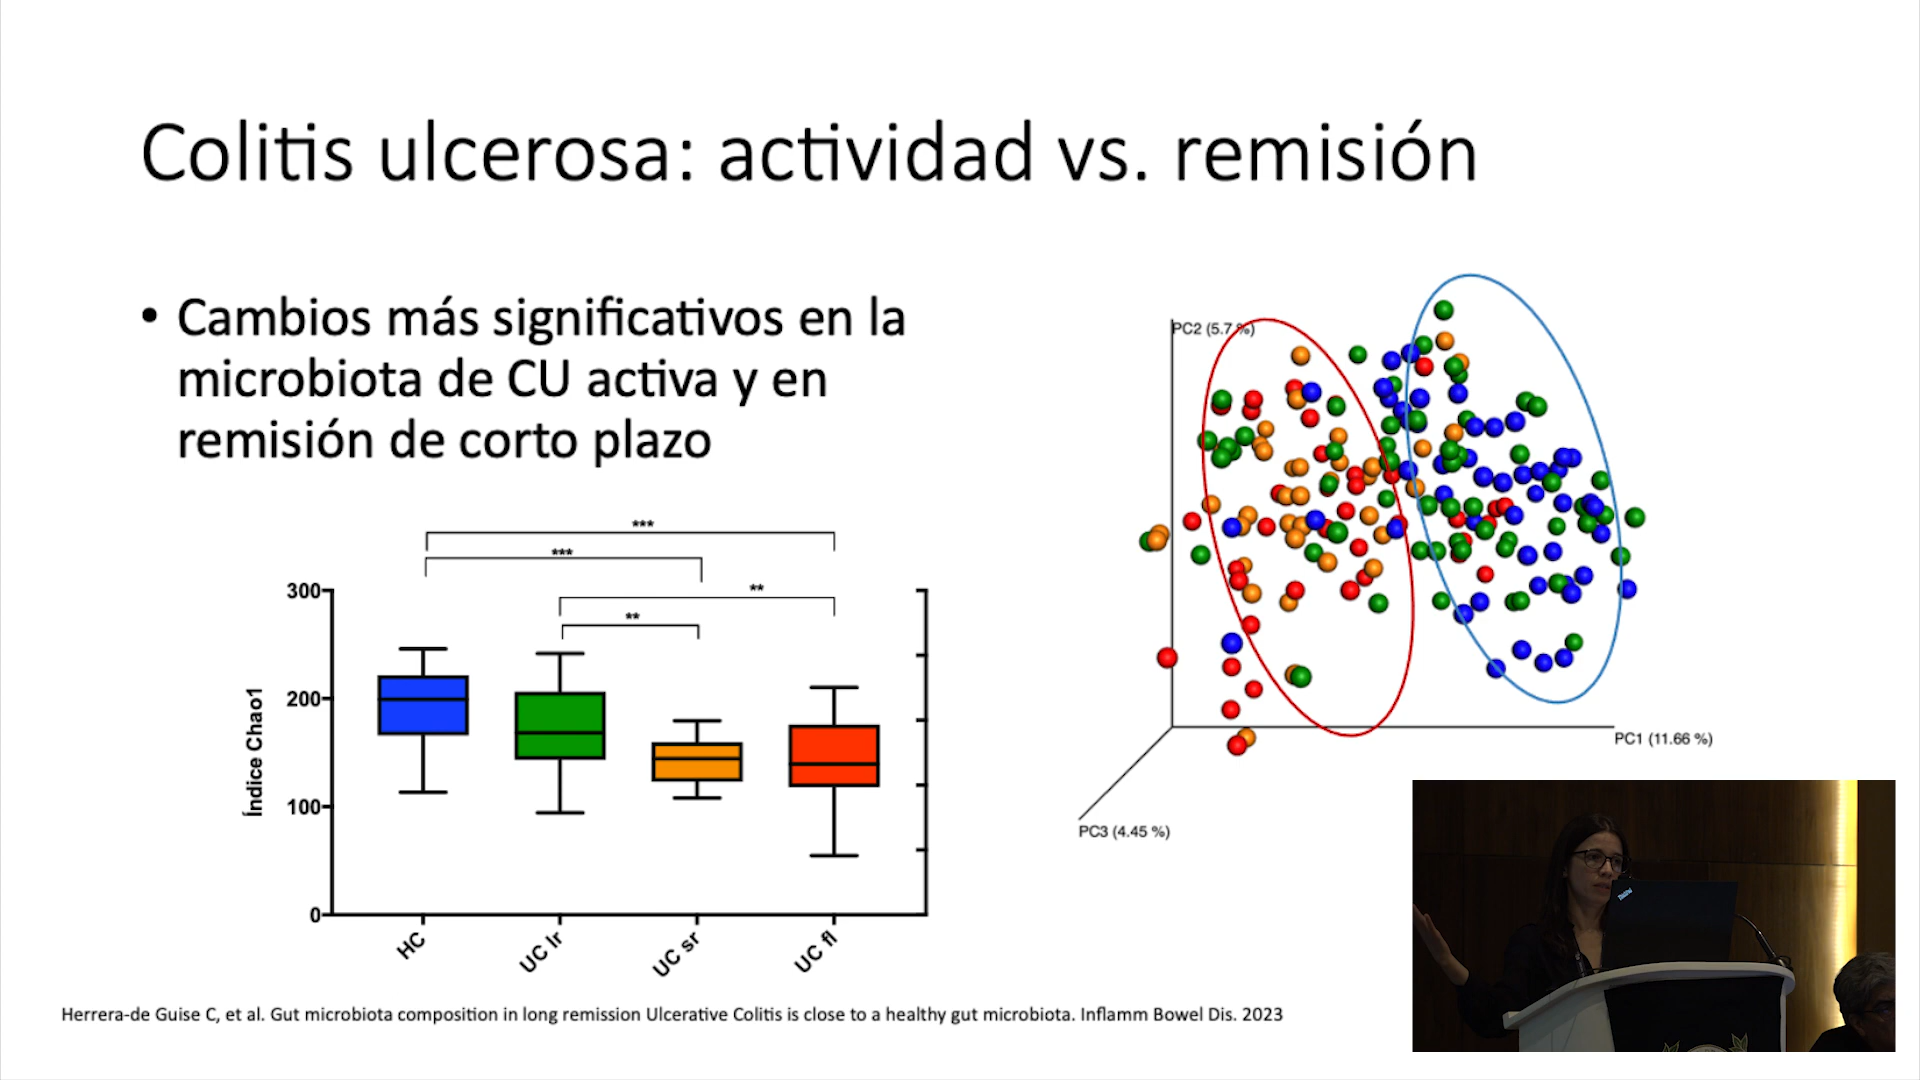 Colitis ulcerosa: actividad vs. remisión
• Cambios más significativos en la
microbiota de CU activa y en
remisión de corto plazo
***
***
**
**
300
200
100
0
Índice Chao1
HC
UC lr
UC sr
UC fl
PC2 (5.7 %)
PC1 (11.66 %)
PC3 (4.45 %)
ThinkPad
Herrera-de Guise C, et al. Gut microbiota composition in long remission Ulcerative Colitis is close to a healthy gut microbiota. Inflamm Bowel Dis. 2023